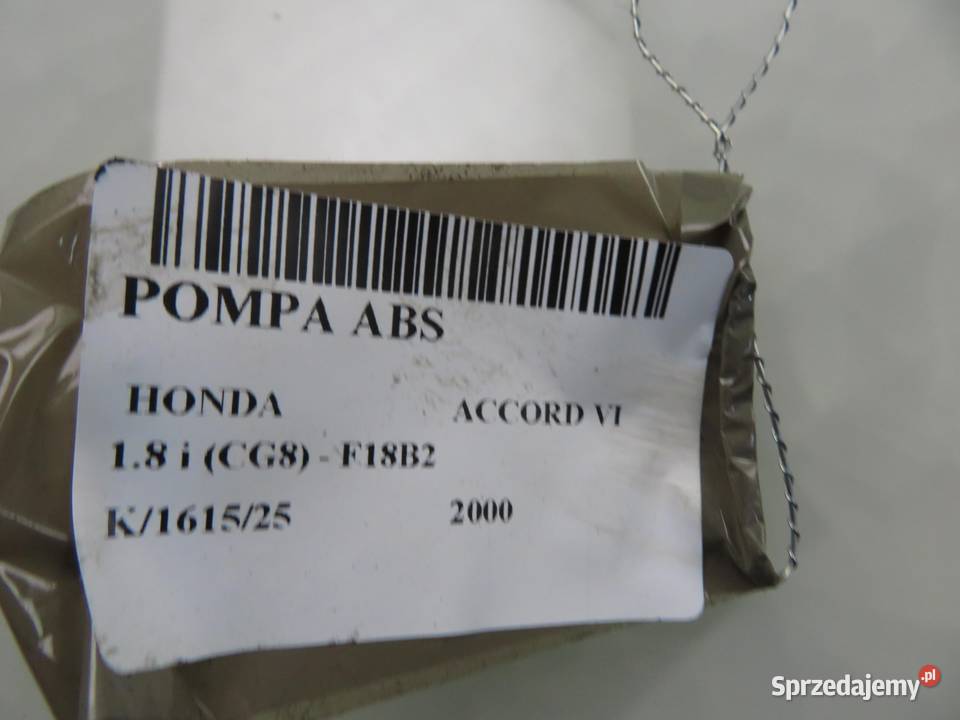 POMPA ABS
HONDA ACCORD VI
1.8 i (CG8) - F18B2
K/1615/25 2000
Sprzedajemy.pl